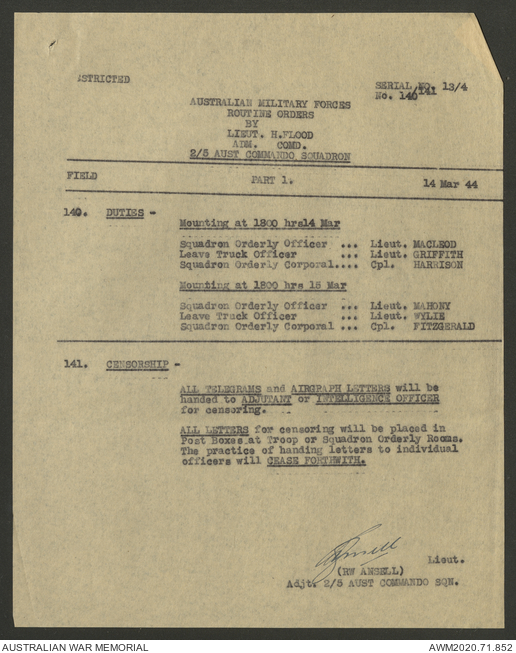 STRICTED
SERIAL NO. 13/4
No. 140/141
AUSTRALIAN MILITARY FORCES
ROUTINE ORDERS
BY
LIEUT. H.FLOOD
ADM. COMD.
2/5 AUST COMMANDO SQUADRON
FIELD PART 1. 14 Mar 44
140. DUTIES -
Mounting at 1800 hrs14 Mar
Squadron Orderly Officer ... Lieut. MACLEOD
Leave Truck Officer ... Lieut. GRIFFITH
Squadron Orderly Corporal.... Cpl. HARRISON
Mounting at 1800 hrs 15 Mar
Squadron Orderly Officer ... Lieut. MAHONY
Leave Truck Officer ... Lieut. WYLIE
Squadron Orderly Corporal ... Cpl. FITZGERALD
141. CENSORSHIP -
ALL TELEGRAMS and AIRGRAPH LETTERS will be
handed to ADJUTANT or INTELLIGENCE OFFICER
for censoring.
ALL LETTERS for censoring will be placed in
Post Boxes at Troop or Squadron Orderly Rooms.
The practice of handing letters to individual
officers will CEASE FORTHWITH.
Lieut.
(RW ANSELL)
Adjt. 2/5 AUST COMMANDO SQN.
AUSTRALIAN WAR MEMORIAL
AWM2020.71.852